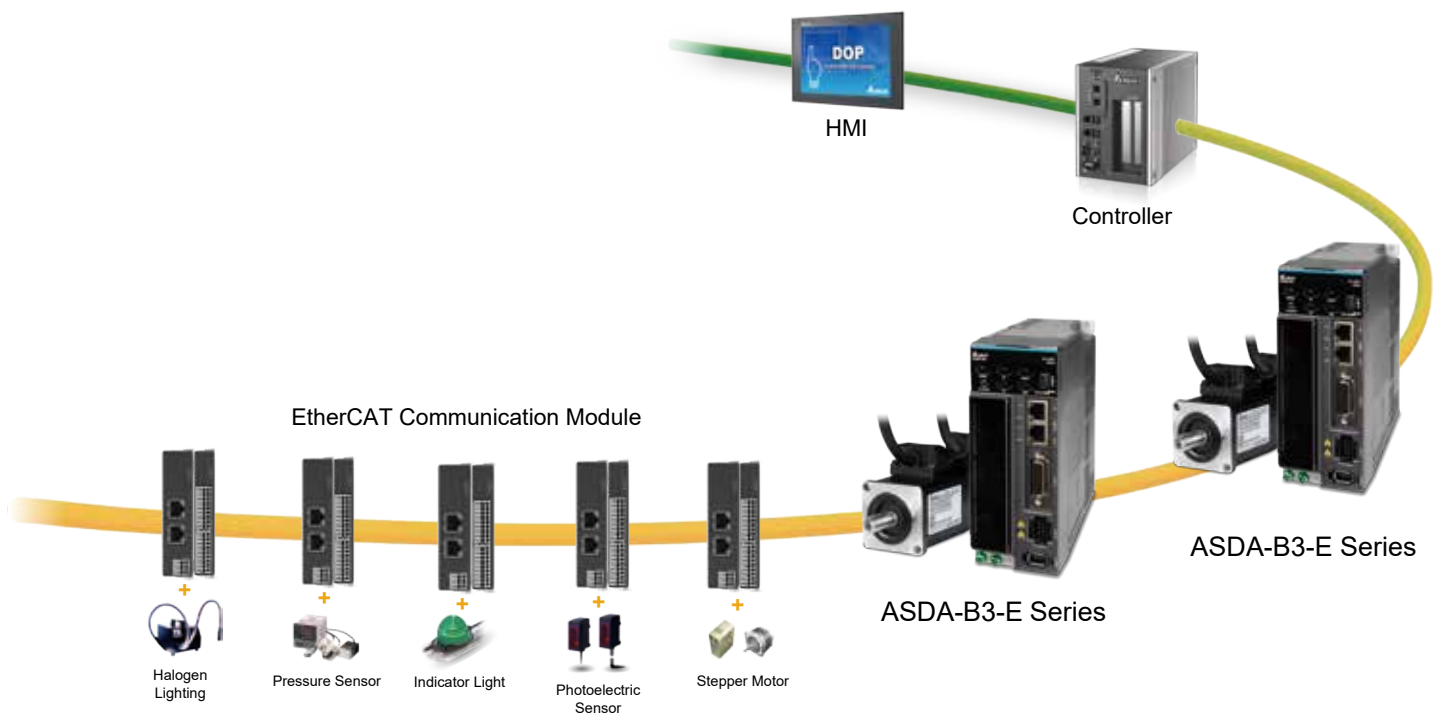 DOP
HMI
Controller
EtherCAT Communication Module
ASDA-B3-E Series
ASDA-B3-E Series
Halogen
Lighting
Pressure Sensor
Indicator Light
Photoelectric
Sensor
Stepper Motor